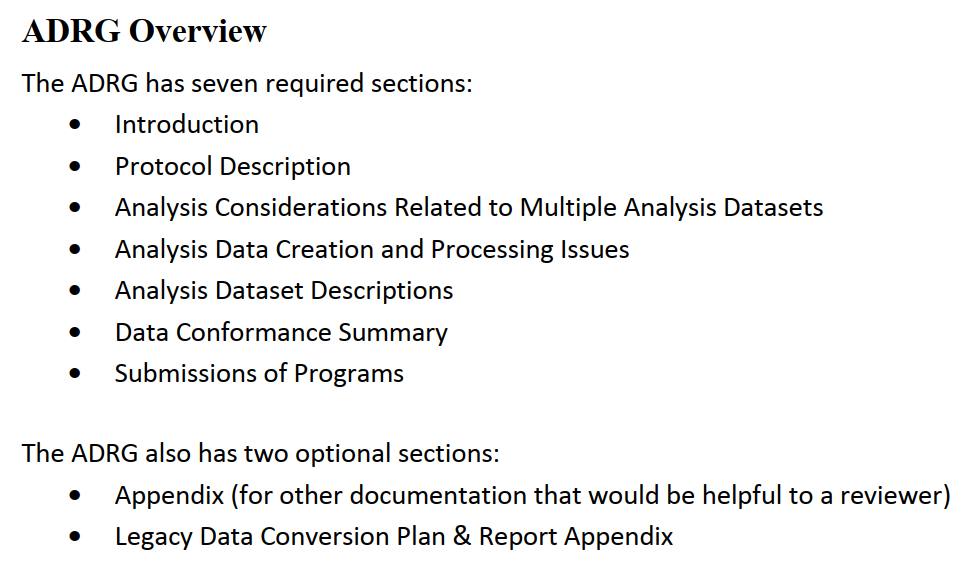 ADRG Overview
The ADRG has seven required sections:
• Introduction
• Protocol Description
• Analysis Considerations Related to Multiple Analysis Datasets
• Analysis Data Creation and Processing Issues
• Analysis Dataset Descriptions
• Data Conformance Summary
• Submissions of Programs
The ADRG also has two optional sections:
• Appendix (for other documentation that would be helpful to a reviewer)
• Legacy Data Conversion Plan & Report Appendix